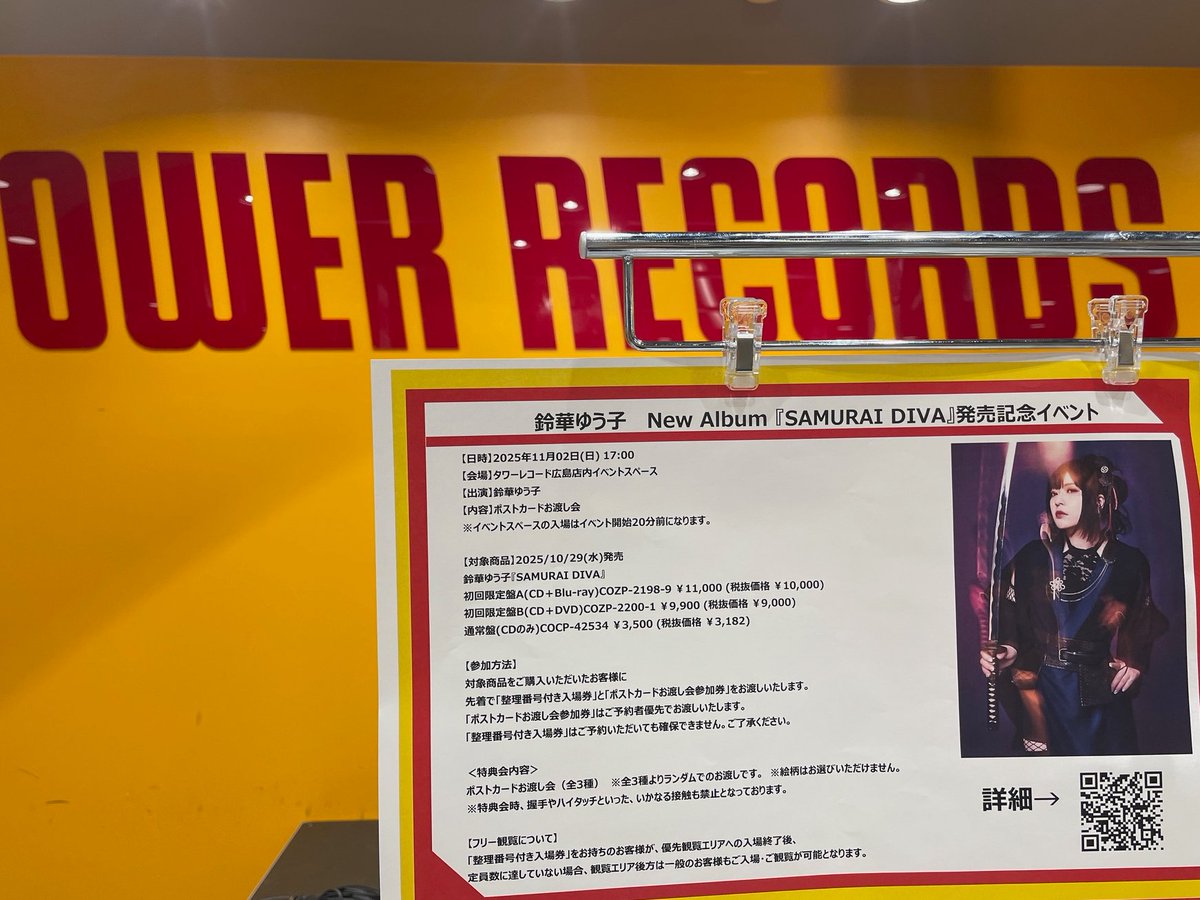 OWER RECORDS
鈴華ゆう子　New Album『SAMURAI DIVA』発売記念イベント
【日時】2025年11月02日(日) 17:00
【会場】タワーレコード広島店内イベントスペース
【出演】鈴華ゆう子
【内容】ポストカードお渡し会
※イベントスペースの入場はイベント開始20分前になります。
【対象商品】2025/10/29(水)発売
鈴華ゆう子『SAMURAI DIVA』
初回限定盤A(CD＋Blu-ray)COZP-2198-9 ￥11,000 (税抜価格 ￥10,000)
初回限定盤B(CD＋DVD)COZP-2200-1 ￥9,900 (税抜価格 ￥9,000)
通常盤(CDのみ)COCP-42534 ￥3,500 (税抜価格 ￥3,182)
【参加方法】
対象商品をご購入いただいたお客様に
先着で「整理番号付き入場券」と「ポストカードお渡し会参加券」をお渡しいたします。
「ポストカードお渡し会参加券」はご予約者優先でお渡しいたします。
「整理番号付き入場券」はご予約いただいても確保できません。ご了承ください。
＜特典会内容＞
ポストカードお渡し会（全3種）　※全3種よりランダムでのお渡しです。 ※絵柄はお選びいただけません。
※特典会時、握手やハイタッチといった、いかなる接触も禁止となっております。
詳細→
【フリー観覧について】
「整理番号付き入場券」をお持ちのお客様が、優先観覧エリアへの入場終了後、
定員数に達していない場合、観覧エリア後方は一般のお客様もご入場・ご観覧が可能となります。